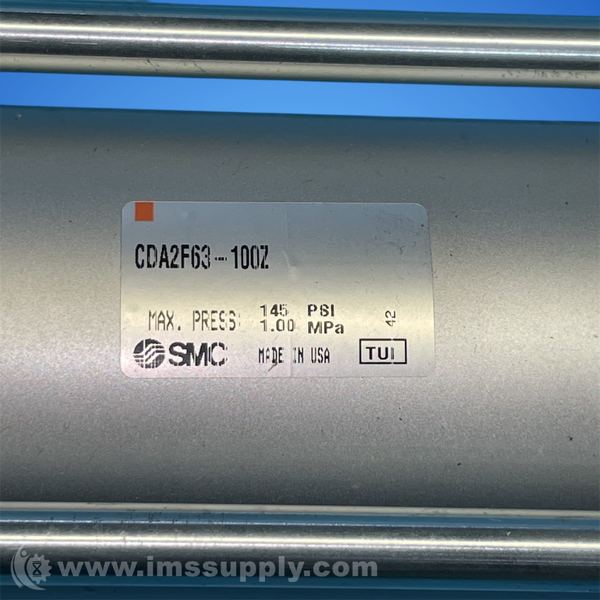 CDA2F63-100Z
MAX. PRESS: 145 PSI
1.00 MPa
42
SMC MADE IN USA TUI
© www.imssupply.com